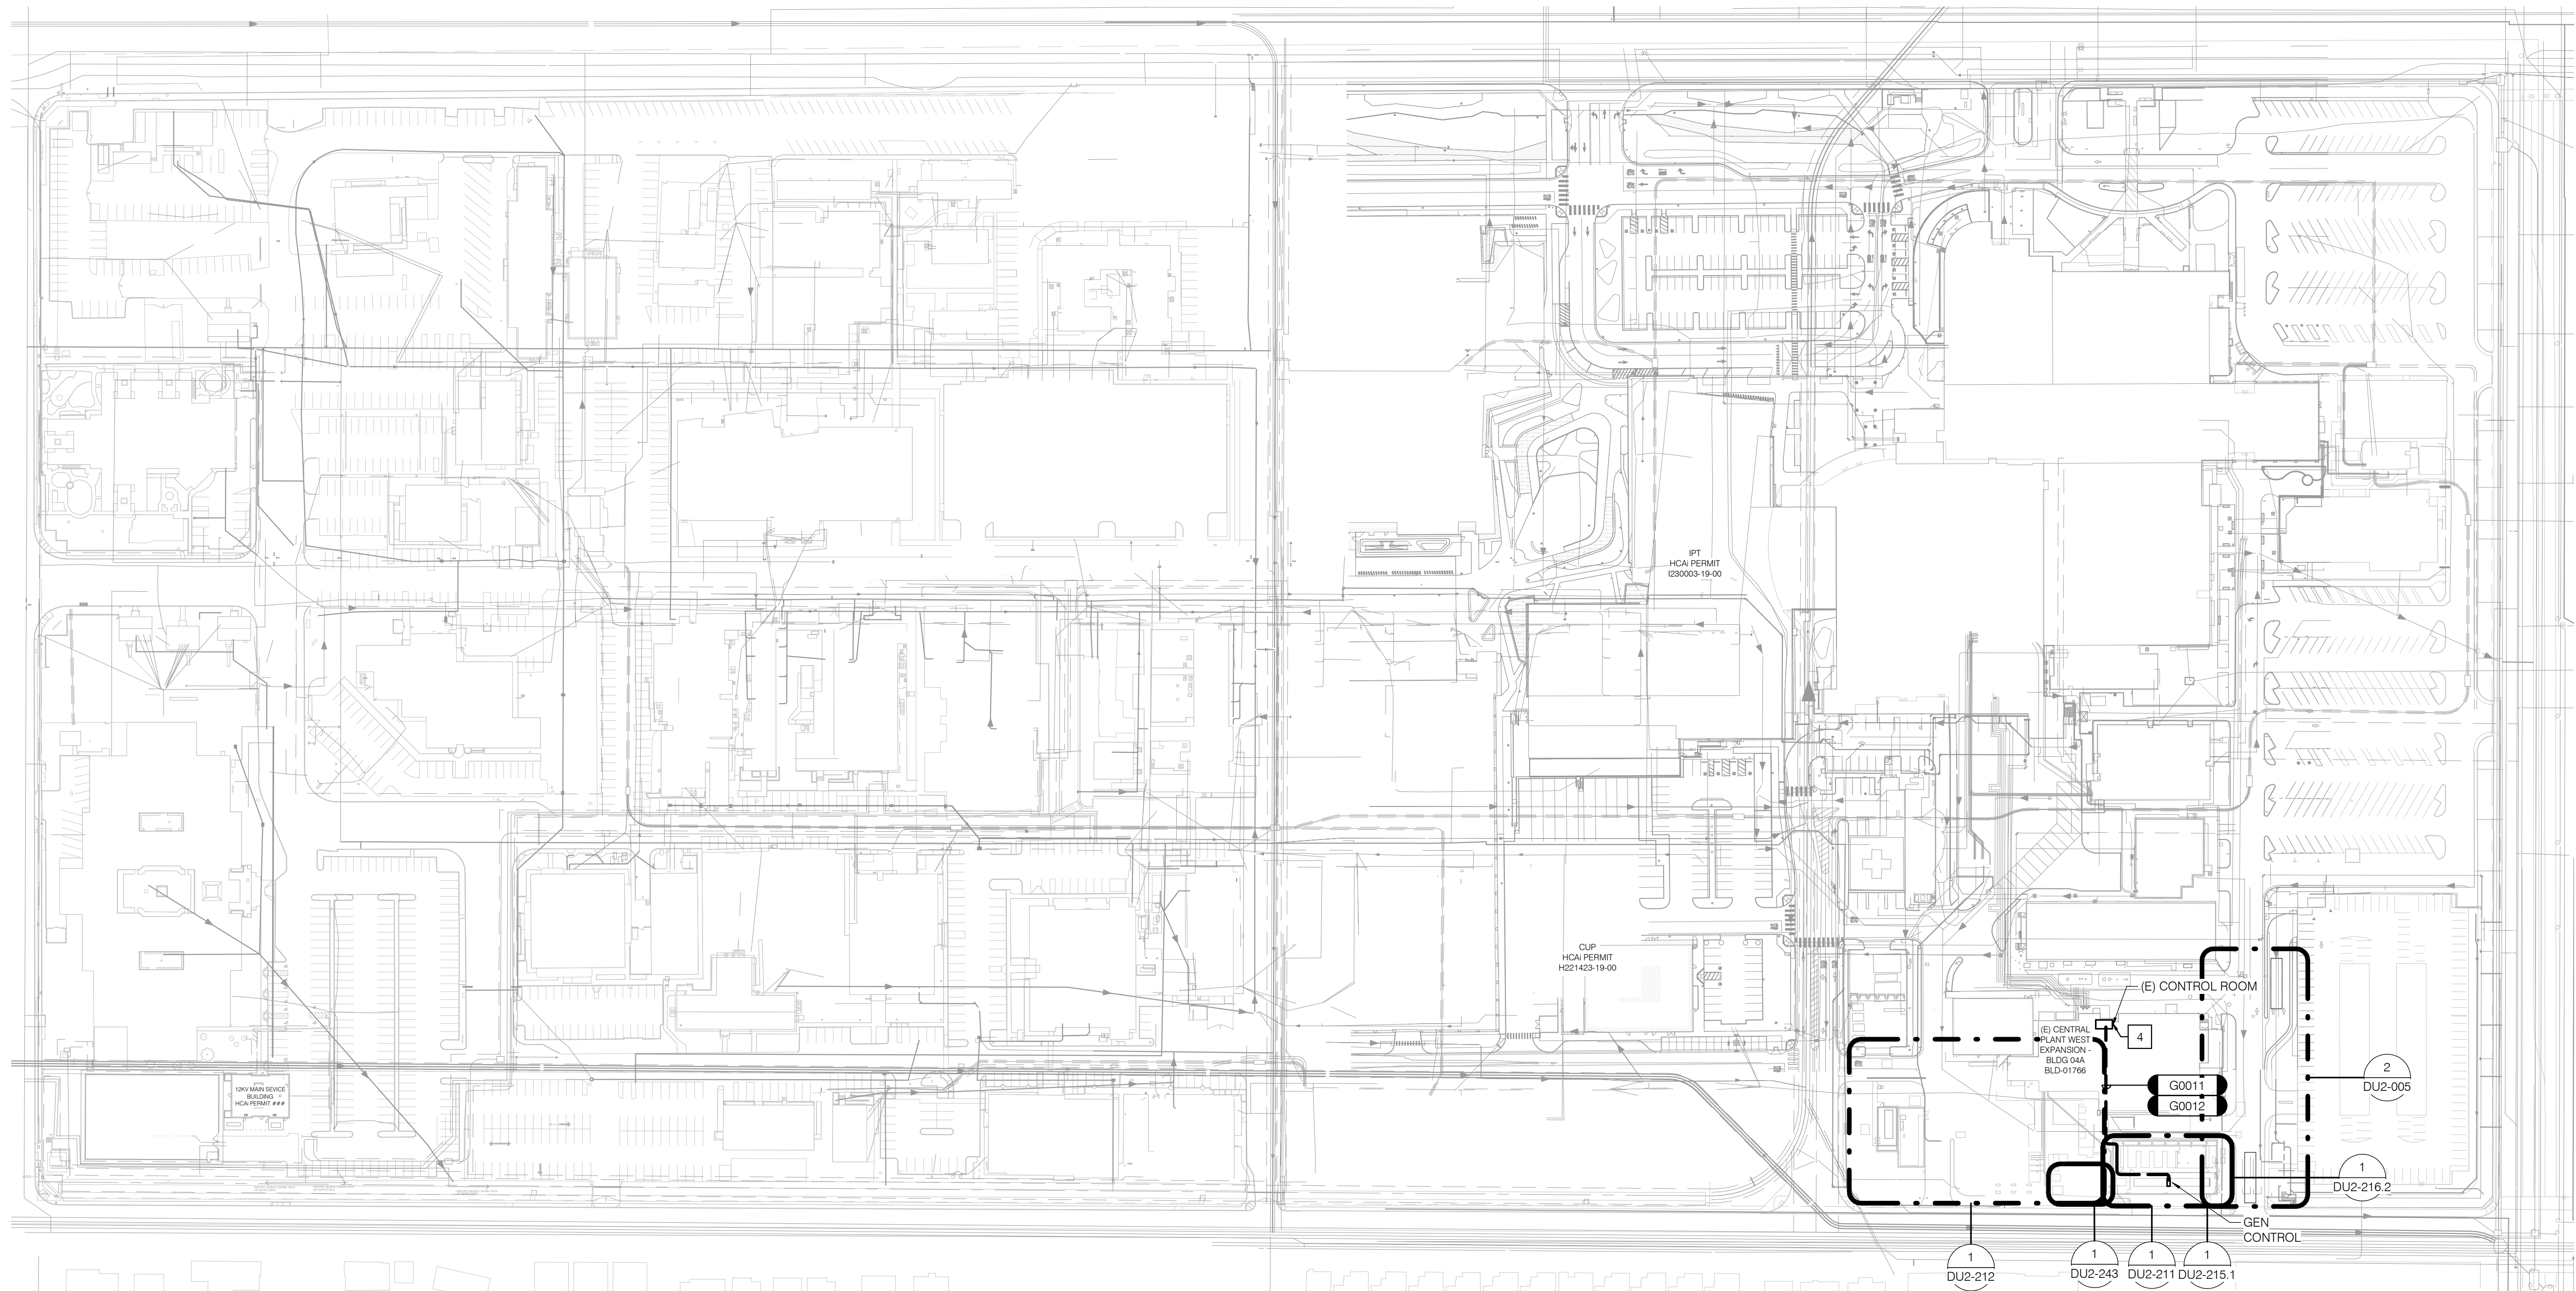 IPT
HCAi PERMIT
I230003-19-00
CUP
HCAi PERMIT
H221423-19-00
(E) CONTROL ROOM
4
(E) CENTRAL
PLANT WEST
EXPANSION -
BLDG 04A
BLD-01766
G0011
G0012
2
DU2-005
12KV MAIN SEVICE
BUILDING
HCAi PERMIT ###
1
DU2-216.2
GEN
CONTROL
1
DU2-212
1
DU2-243
1
DU2-211
1
DU2-215.1